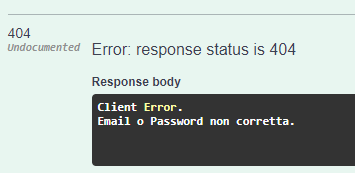 404
Undocumented
Error: response status is 404
Response body
Client Error.
Email o Password non corretta.